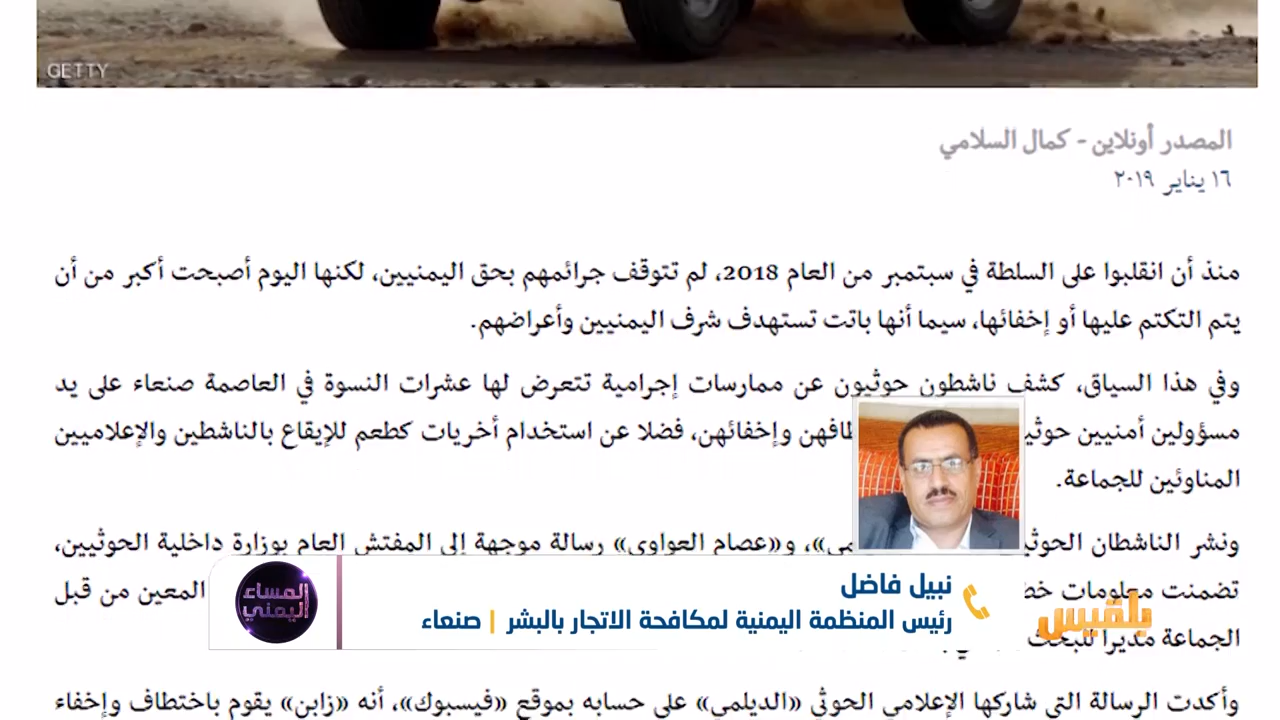 GETTY
المصدر أونلاين - كمال السلامي
١٦ يناير ٢٠١٩
منذ أن انقلبوا على السلطة في سبتمبر من العام 2018، لم تتوقف جرائمهم بحق اليمنيين، لكنها اليوم أصبحت أكبر من أن
يتم التكتم عليها أو إخفائها، سيما أنها باتت تستهدف شرف اليمنيين وأعراضهم.
وفي هذا السياق، كشف ناشطون حوثيون عن ممارسات إجرامية تتعرض لها عشرات النسوة في العاصمة صنعاء على يد
مسؤولين أمنيين وإخفائهن، فضلا عن استخدام أخريات كطعم للإيقاع بالناشطين والإعلاميين
المناوئين للجماعة.
ونشر الناشطان و«عصام العواوي» رسالة موجهة إلى المفتش العام بوزارة داخلية الحوثيين،
تضمنت معلومات المعين من قبل
الجماعة مديرا للبحث
وأكدت الرسالة التي شاركها الإعلامي الحوثي «الديلمي» على حسابه بموقع «فيسبوك»، أنه «زابن» يقوم باختطاف وإخفاء
نبيل فاضل
رئيس المنظمة اليمنية لمكافحة الاتجار بالبشر | صنعاء
المساء
اليمني
بلقيس